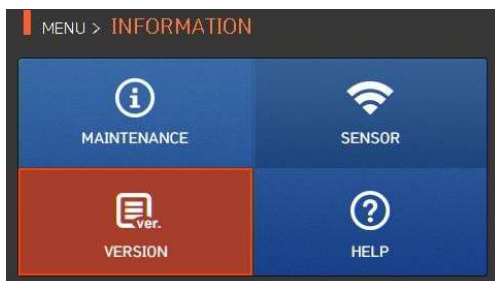 MENU > INFORMATION
MAINTENANCE
SENSOR
ver.
VERSION
?
HELP